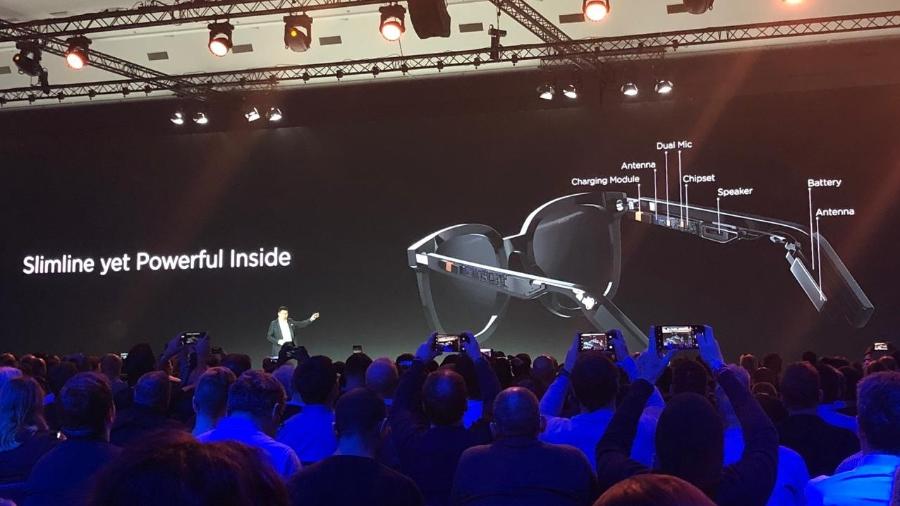 Slimline yet Powerful Inside
Dual Mic
Antenna
Charging Module
Chipset
Speaker
Battery
Antenna